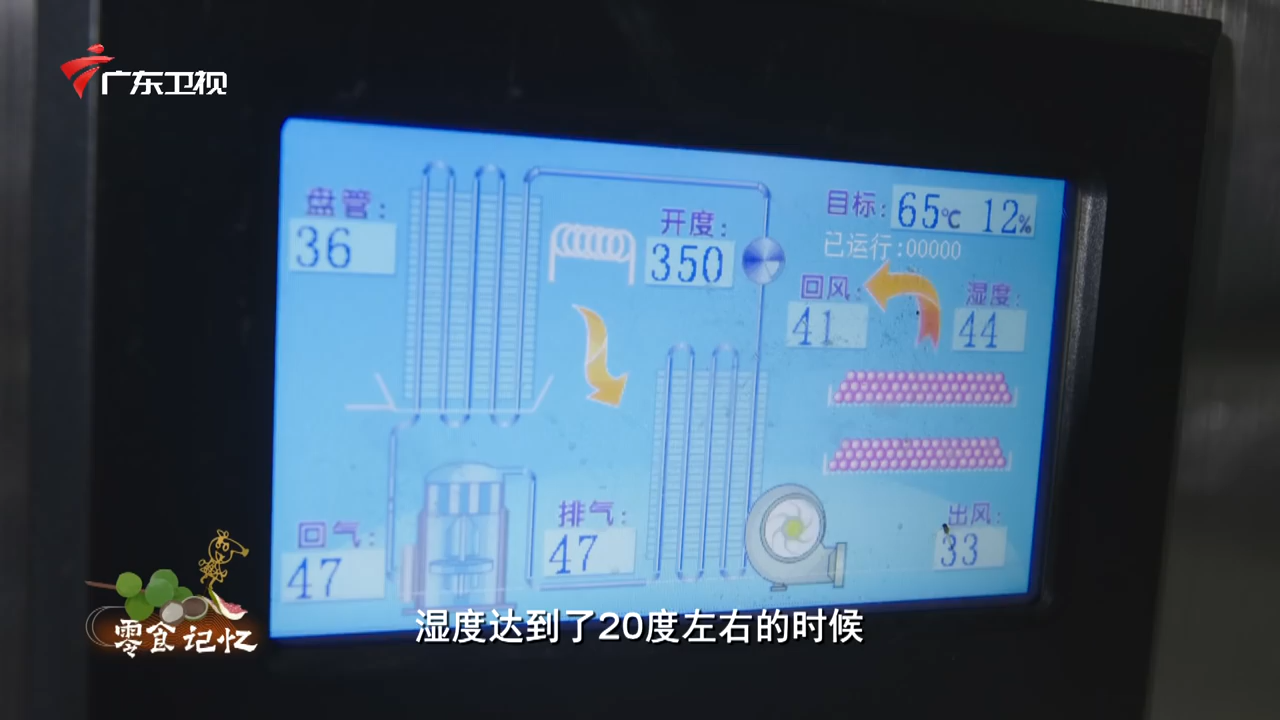 广东卫视
盘管:
36
开度:
350
目标: 65℃ 12%
已运行:00000
回风:
41
湿度:
44
回气:
47
排气:
47
出风:
33
零食记忆
湿度达到了20度左右的时候